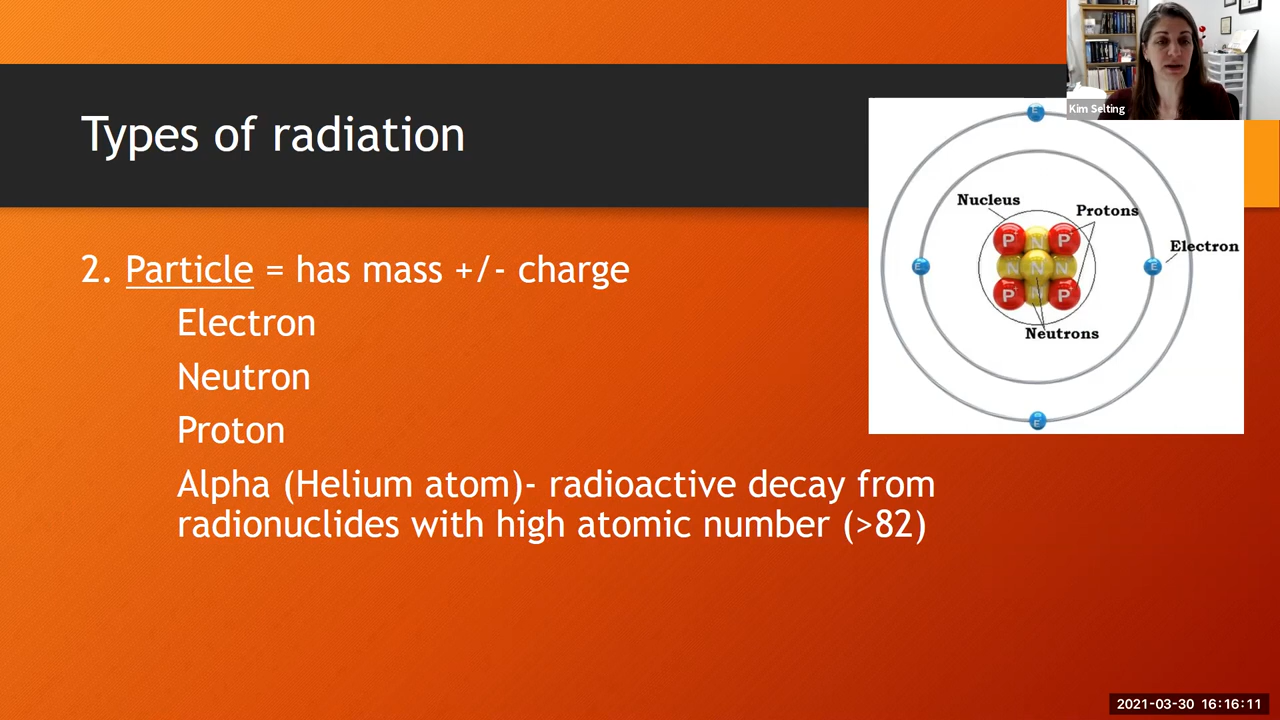 Kim Selting
Types of radiation
2. Particle = has mass +/- charge
Electron
Neutron
Proton
Alpha (Helium atom)- radioactive decay from
radionuclides with high atomic number (>82)
E
Nucleus
Protons
Electron
P N P
E N N N E
P N P
Neutrons
E
2021-03-30 16:16:11